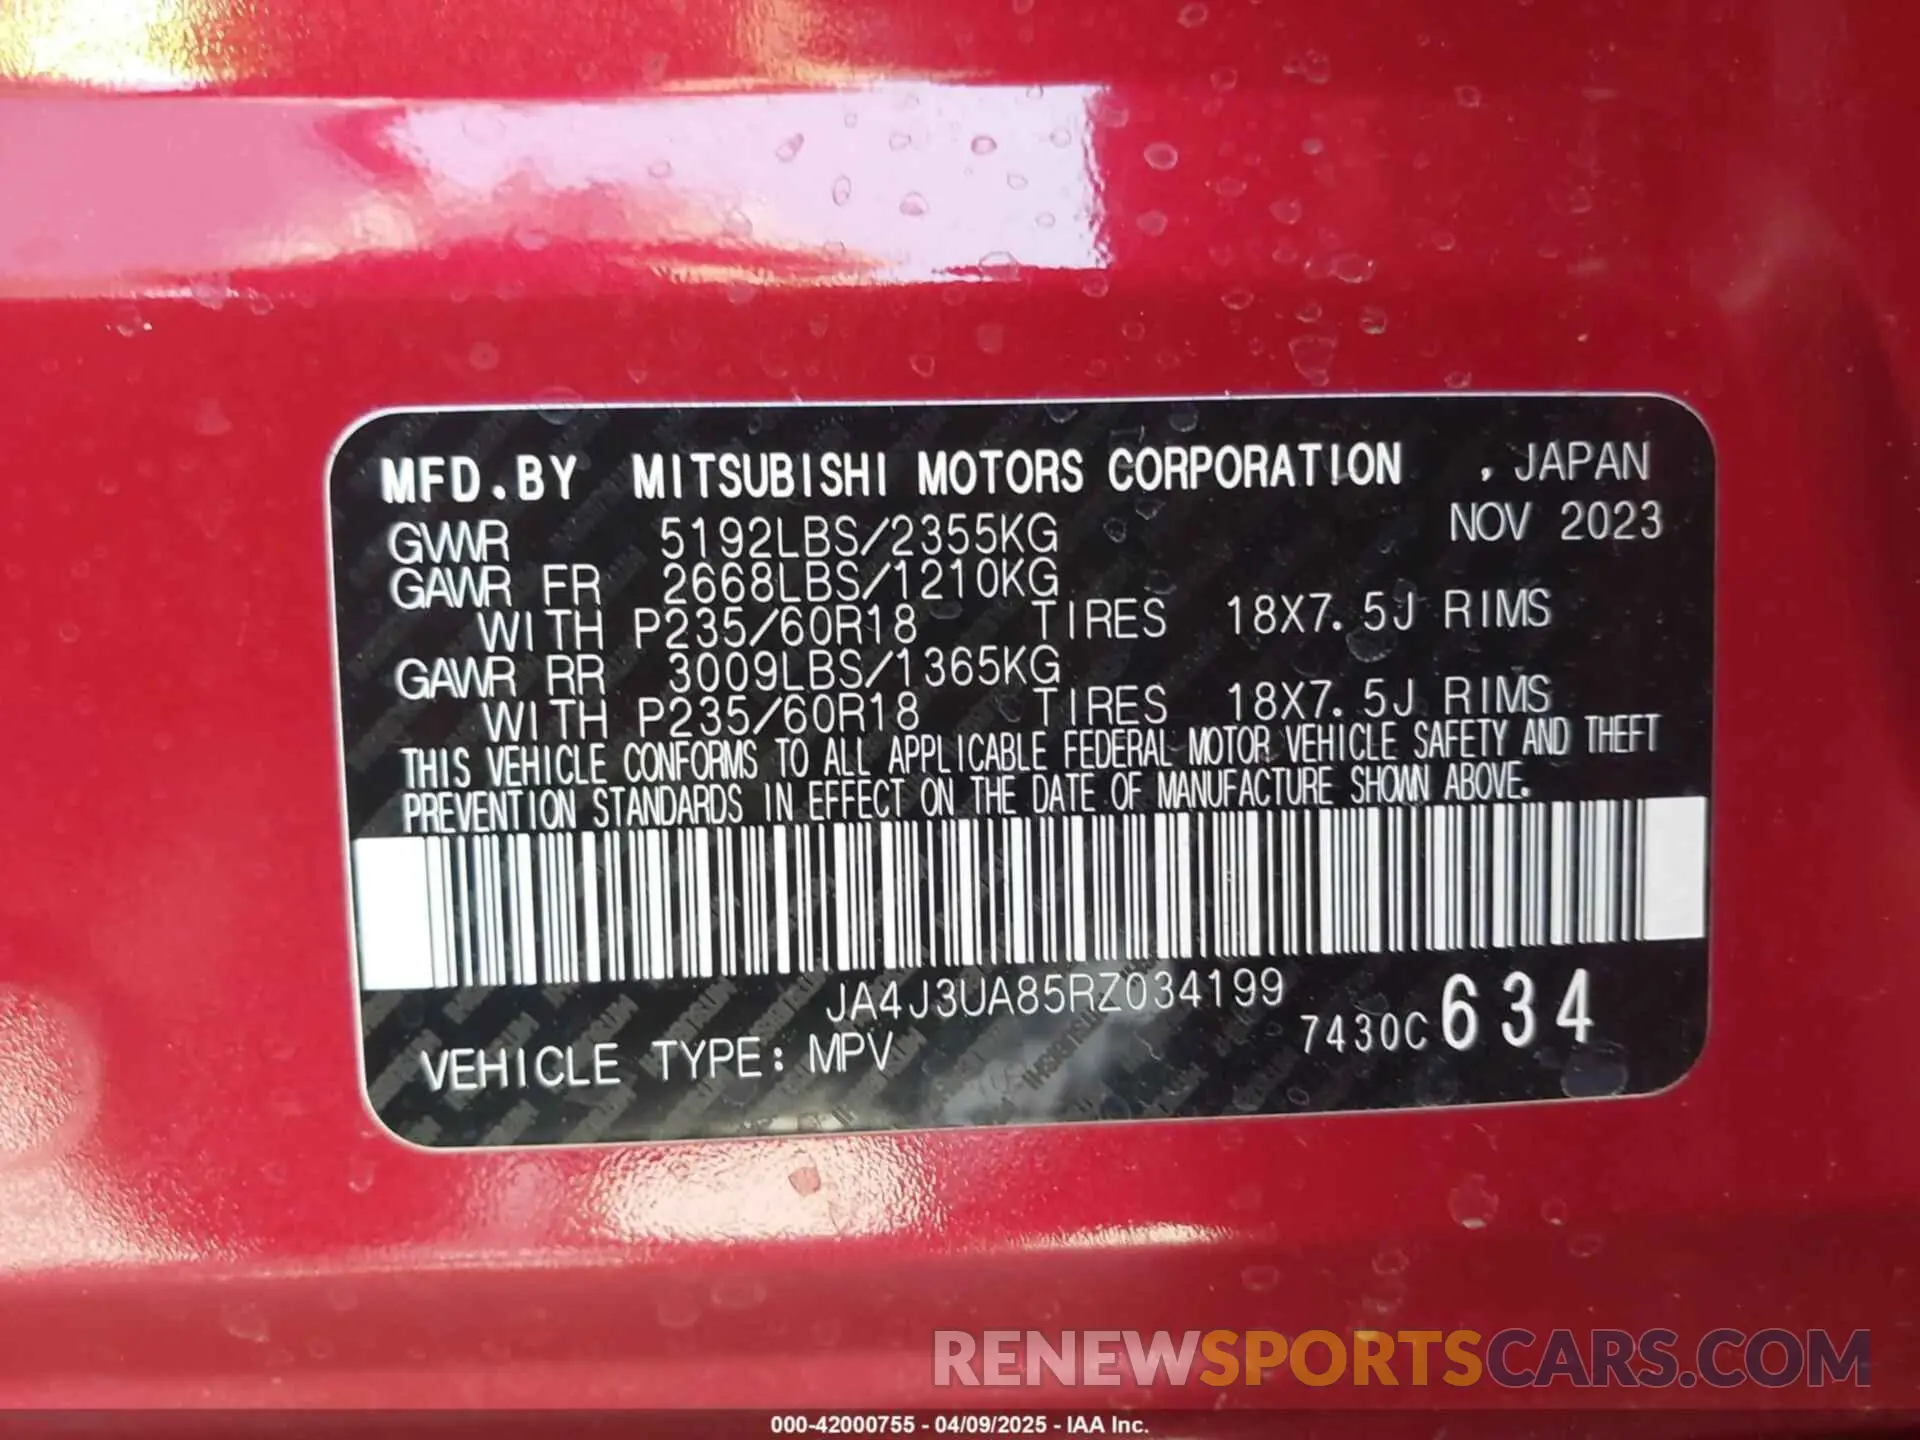 MFD.BY MITSUBISHI MOTORS CORPORATION , JAPAN
GVWR 5192LBS/2355KG NOV 2023
GAWR FR 2668LBS/1210KG
WITH P235/60R18 TIRES 18X7.5J RIMS
GAWR RR 3009LBS/1365KG
WITH P235/60R18 TIRES 18X7.5J RIMS
THIS VEHICLE CONFORMS TO ALL APPLICABLE FEDERAL MOTOR VEHICLE SAFETY AND THEFT
PREVENTION STANDARDS IN EFFECT ON THE DATE OF MANUFACTURE SHOWN ABOVE.
JA4J3UA85RZ034199
7430C634
VEHICLE TYPE: MPV
RENEWSPORTSCARS.COM
000-42000755 - 04/09/2025 - IAA Inc.